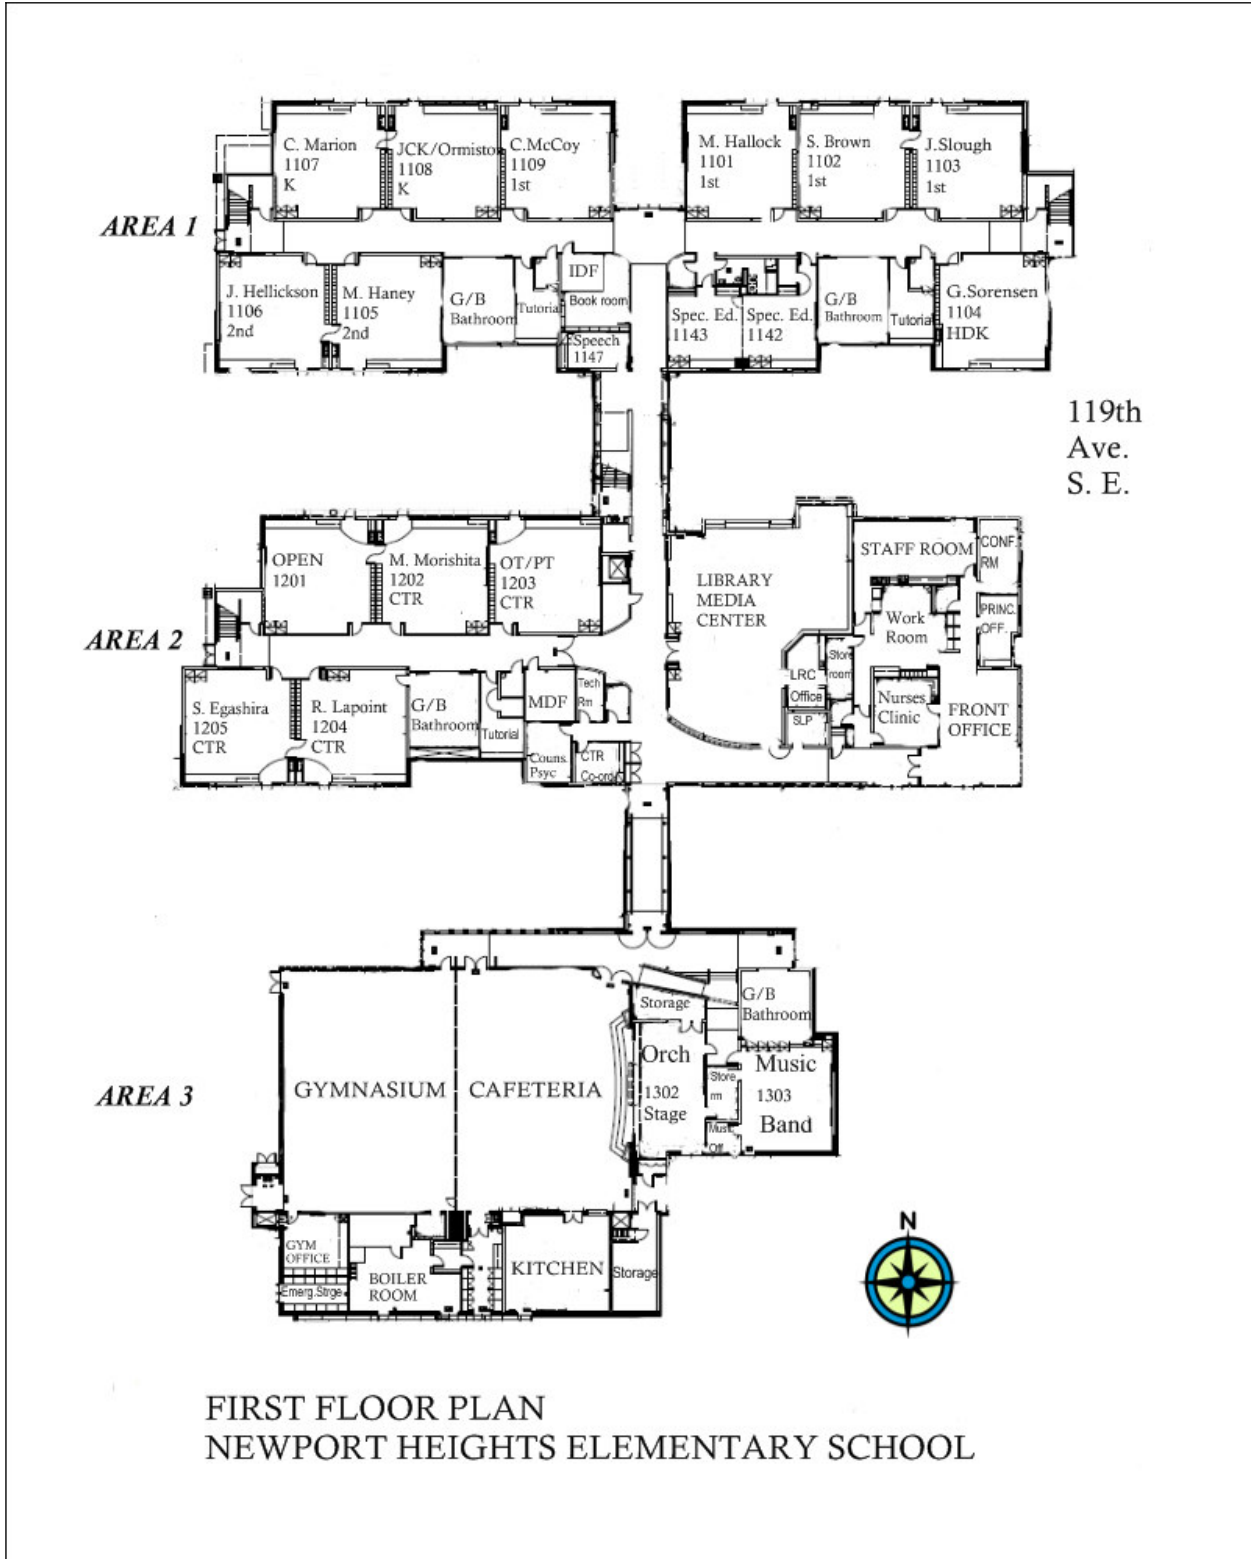 C. Marion
1107
K
JCK/Ormiston
1108
K
C.McCoy
1109
1st
M. Hallock
1101
1st
S. Brown
1102
1st
J.Slough
1103
1st
AREA 1
J. Hellickson
1106
2nd
M. Haney
1105
2nd
G/B
Bathroom
Tutorial
IDF
Book room
Speech
1147
Spec. Ed.
1143
Spec. Ed.
1142
G/B
Bathroom
Tutorial
G.Sorensen
1104
HDK
119th
Ave.
S. E.
OPEN
1201
M. Morishita
1202
CTR
OT/PT
1203
CTR
LIBRARY
MEDIA
CENTER
STAFF ROOM
CONF.
RM
Work
Room
PRINC.
OFF.
AREA 2
S. Egashira
1205
CTR
R. Lapoint
1204
CTR
G/B
Bathroom
Tutorial
MDF
Tech
Rm
Couns.
Psyc
CTR
Co-ord
LRC
Office
SLP
Store
room
Nurses
Clinic
FRONT
OFFICE
Storage
G/B
Bathroom
AREA 3
GYMNASIUM
CAFETERIA
Orch
1302
Stage
Store
rm
Music
1303
Band
Music
Off
GYM
OFFICE
Emerg.Strge
BOILER
ROOM
KITCHEN
Storage
N
FIRST FLOOR PLAN
NEWPORT HEIGHTS ELEMENTARY SCHOOL